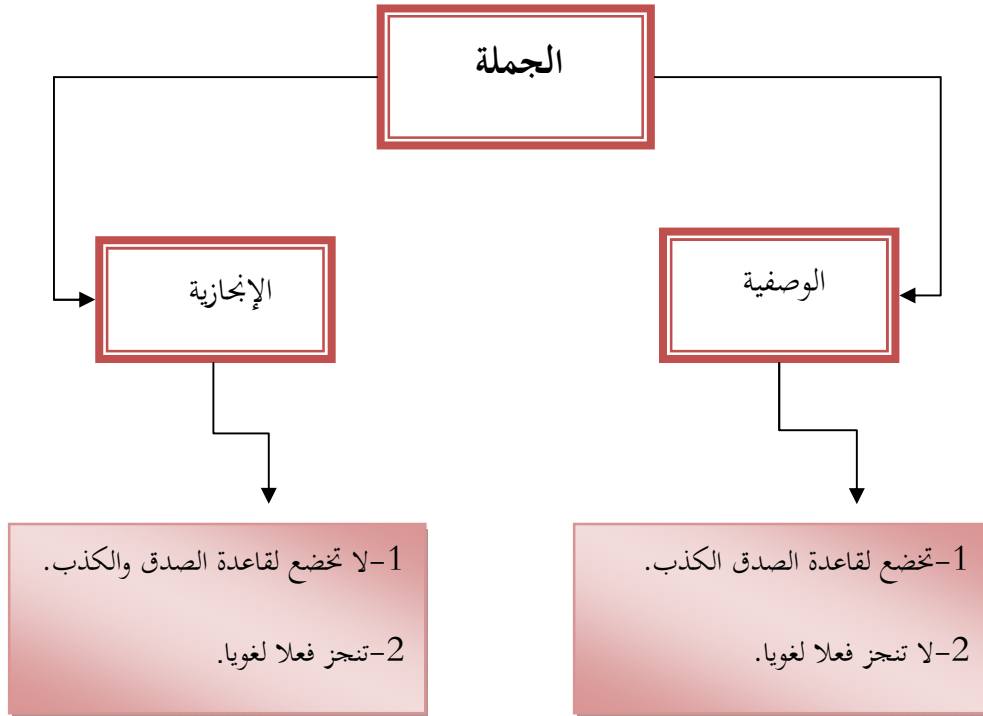 الجملة
الوصفية
الإنجازية
1-تخضع لقاعدة الصدق الكذب.
2-لا تنجز فعلا لغويا.
1-لا تخضع لقاعدة الصدق والكذب.
2-تنجز فعلا لغويا.